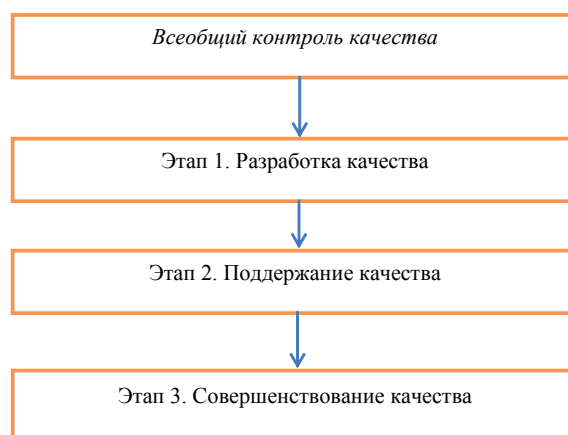 Всеобщий контроль качества
Этап 1. Разработка качества
Этап 2. Поддержание качества
Этап 3. Совершенствование качества